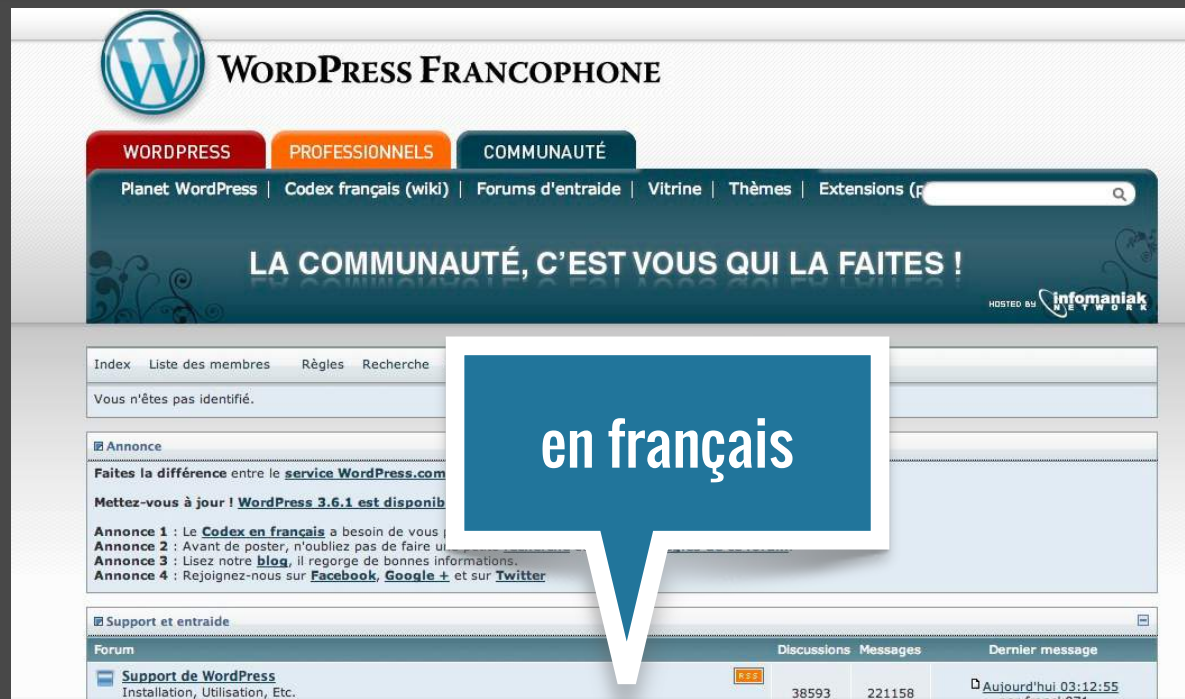 WORDPRESS FRANCOPHONE
WORDPRESS PROFESSIONNELS COMMUNAUTÉ
Planet WordPress | Codex français (wiki) | Forums d'entraide | Vitrine | Thèmes | Extensions (p
LA COMMUNAUTÉ, C'EST VOUS QUI LA FAITES !
HOSTED BY infomaniak
NETWORK
Index Liste des membres Règles Recherche
Vous n'êtes pas identifié.
en français
Annonce
Faites la différence entre le service WordPress.com
Mettez-vous à jour ! WordPress 3.6.1 est disponib
Annonce 1 : Le Codex en français a besoin de vous
Annonce 2 : Avant de poster, n'oubliez pas de faire
Annonce 3 : Lisez notre blog, il regorge de bonnes informations.
Annonce 4 : Rejoignez-nous sur Facebook, Google + et sur Twitter
Support et entraide
Forum Discussions Messages Dernier message
Support de WordPress RSS
Installation, Utilisation, Etc. 38593 221158 Aujourd'hui 03:12:55